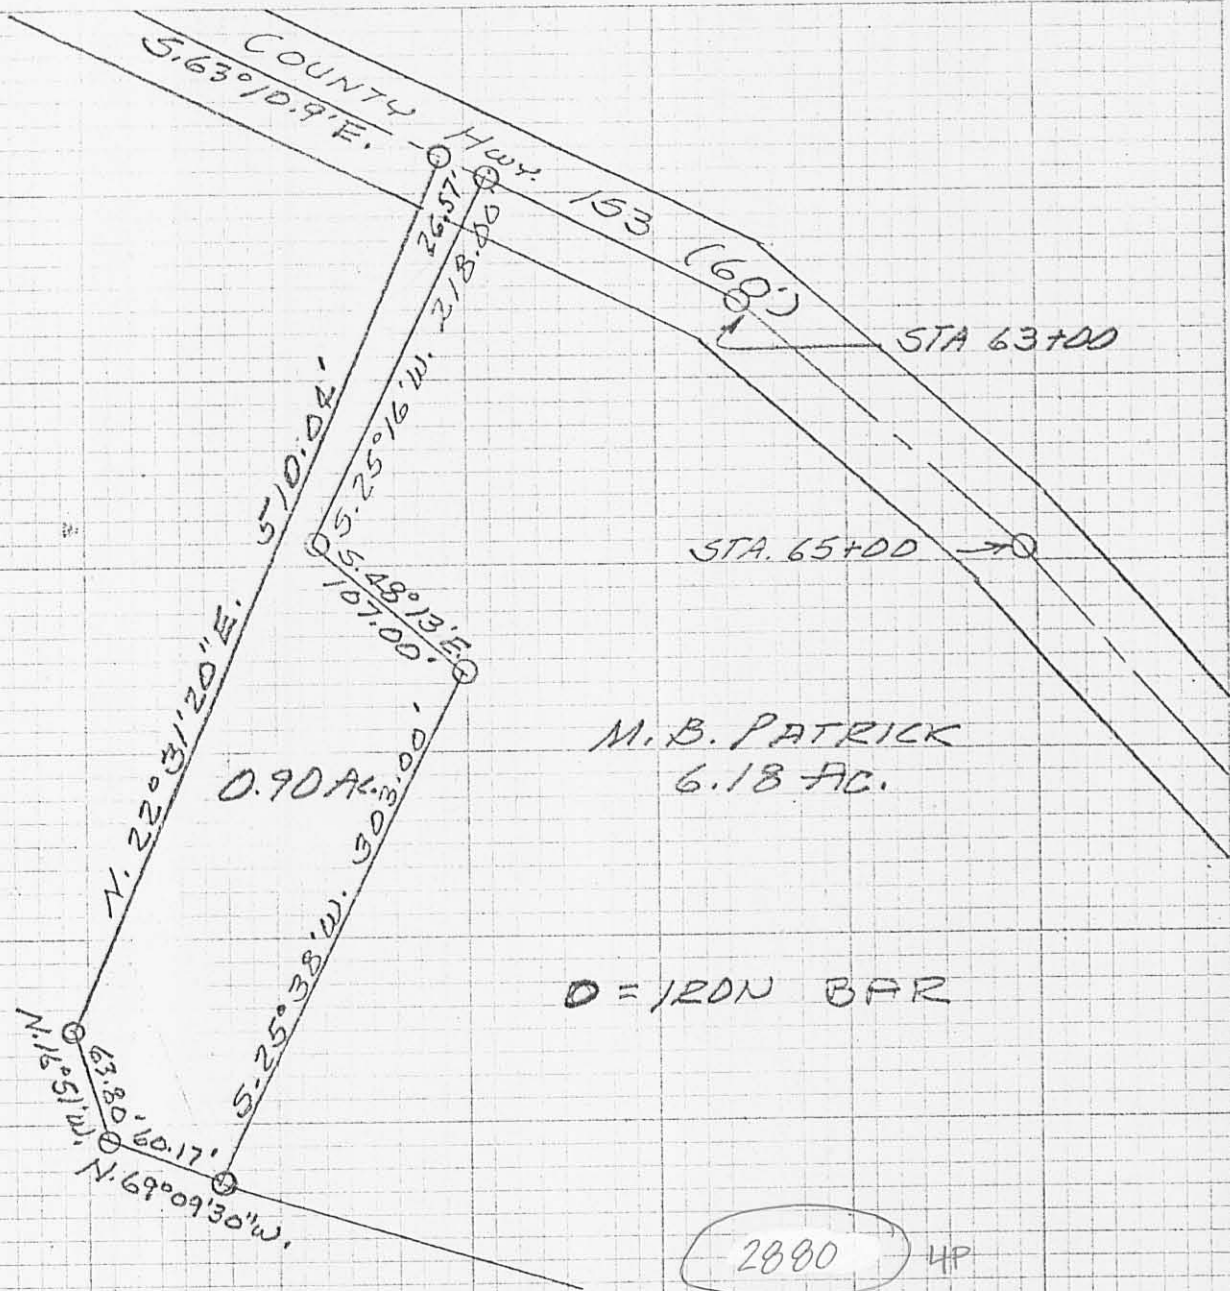 COUNTY HWY. 153 (60')
S.63°10.9'E.
26.57'
S.25°16'W. 218.80
STA 63+00
510.04'
N.22°31'20"E.
S.48°13'E.
107.00'
STA. 65+00
M.B. PATRICK
6.18 AC.
0.90 AC.
S.25°38'W. 303.00'
O = IRON BAR
N.16°51'W.
63.80'
60.17'
N.69°09'30"W.
2880
4P